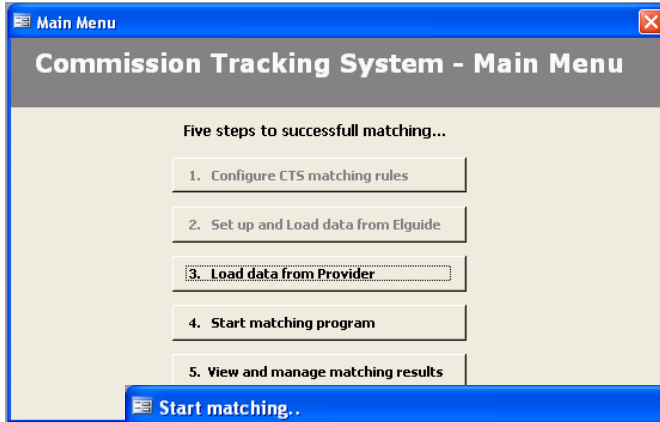 Main Menu
Commission Tracking System - Main Menu
Five steps to successfull matching...
1. Configure CTS matching rules
2. Set up and Load data from Elguide
3. Load data from Provider
4. Start matching program
5. View and manage matching results
Start matching..